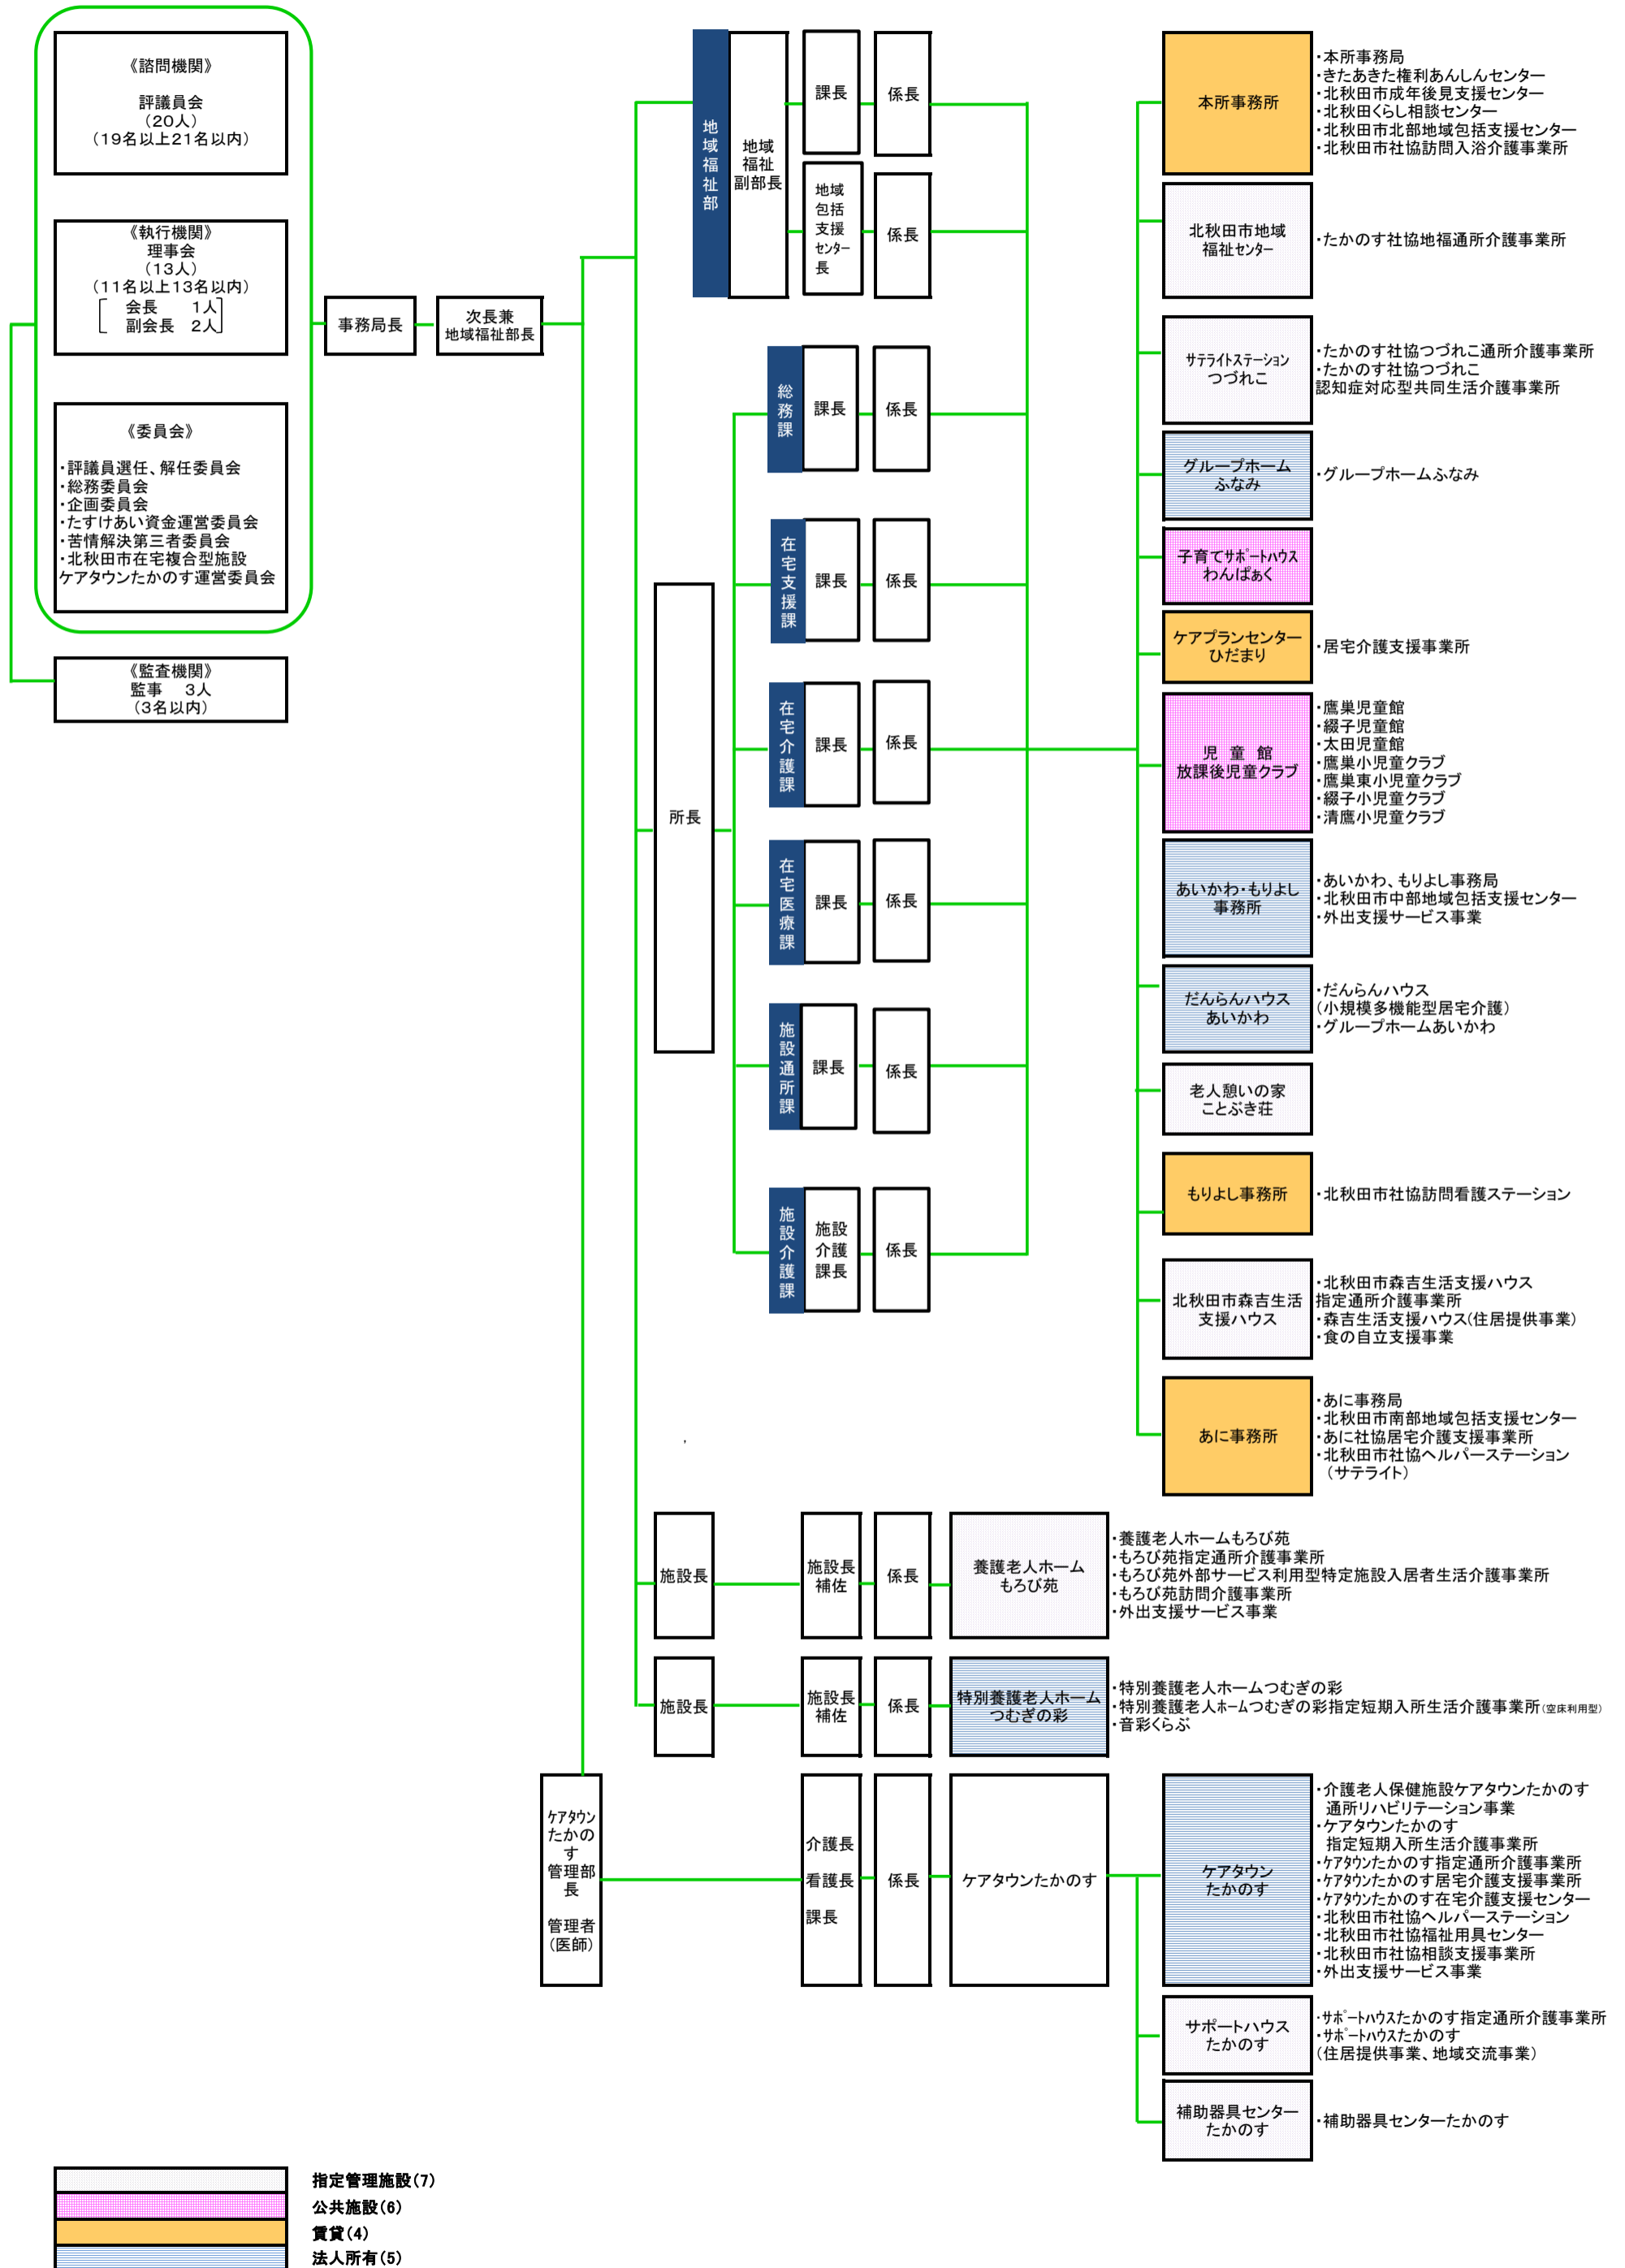 《諮問機関》
評議員会
（20人）
（19名以上21名以内）
《執行機関》
理事会
（13人）
（11名以上13名以内）
会長　　1人
副会長　2人
《委員会》
・評議員選任、解任委員会
・総務委員会
・企画委員会
・たすけあい資金運営委員会
・苦情解決第三者委員会
・北秋田市在宅複合型施設
ケアタウンたかのす運営委員会
《監査機関》
監事　3人
（3名以内）
事務局長
次長兼
地域福祉部長
地域福祉部
地域
福祉
副部長
課長
係長
地域
包括
支援
センター
長
係長
所長
総務課
課長
係長
在宅支援課
課長
係長
在宅介護課
課長
係長
在宅医療課
課長
係長
施設通所課
課長
係長
施設介護課
施設
介護
課長
係長
本所事務所
・本所事務局
・きたあきた権利あんしんセンター
・北秋田市成年後見支援センター
・北秋田くらし相談センター
・北秋田市北部地域包括支援センター
・北秋田市社協訪問入浴介護事業所
北秋田市地域
福祉センター
・たかのす社協地福通所介護事業所
サテライトステーション
つづれこ
・たかのす社協つづれこ通所介護事業所
・たかのす社協つづれこ
認知症対応型共同生活介護事業所
グループホーム
ふなみ
・グループホームふなみ
子育てサポートハウス
わんぱぁく
ケアプランセンター
ひだまり
・居宅介護支援事業所
児　童　館
放課後児童クラブ
・鷹巣児童館
・綴子児童館
・太田児童館
・鷹巣小児童クラブ
・鷹巣東小児童クラブ
・綴子小児童クラブ
・清鷹小児童クラブ
あいかわ・もりよし
事務所
・あいかわ、もりよし事務局
・北秋田市中部地域包括支援センター
・外出支援サービス事業
だんらんハウス
あいかわ
・だんらんハウス
（小規模多機能型居宅介護）
・グループホームあいかわ
老人憩いの家
ことぶき荘
もりよし事務所
・北秋田市社協訪問看護ステーション
北秋田市森吉生活
支援ハウス
・北秋田市森吉生活支援ハウス
指定通所介護事業所
・森吉生活支援ハウス（住居提供事業）
・食の自立支援事業
あに事務所
・あに事務局
・北秋田市南部地域包括支援センター
・あに社協居宅介護支援事業所
・北秋田市社協ヘルパーステーション
（サテライト）
施設長
施設長
補佐
係長
養護老人ホーム
もろび苑
・養護老人ホームもろび苑
・もろび苑指定通所介護事業所
・もろび苑外部サービス利用型特定施設入居者生活介護事業所
・もろび苑訪問介護事業所
・外出支援サービス事業
施設長
施設長
補佐
係長
特別養護老人ホーム
つむぎの彩
・特別養護老人ホームつむぎの彩
・特別養護老人ホームつむぎの彩指定短期入所生活介護事業所（空床利用型）
・音彩くらぶ
ケアタウン
たかの
す
管理部
長
管理者
（医師）
介護長
看護長
課長
係長
ケアタウンたかのす
ケアタウン
たかのす
・介護老人保健施設ケアタウンたかのす
通所リハビリテーション事業
・ケアタウンたかのす
指定短期入所生活介護事業所
・ケアタウンたかのす指定通所介護事業所
・ケアタウンたかのす居宅介護支援事業所
・ケアタウンたかのす在宅介護支援センター
・北秋田市社協ヘルパーステーション
・北秋田市社協福祉用具センター
・北秋田市社協相談支援事業所
・外出支援サービス事業
サポートハウス
たかのす
・サポートハウスたかのす指定通所介護事業所
・サポートハウスたかのす
（住居提供事業、地域交流事業）
補助器具センター
たかのす
・補助器具センターたかのす
指定管理施設（7）
公共施設（6）
賃貸（4）
法人所有（5）